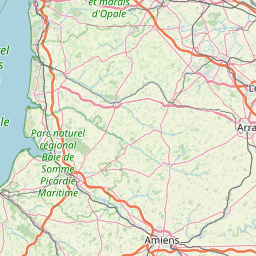 et marais
d'Opale
Parc naturel
régional
Baie de
Somme
Picardie
Maritime
Arra
Amiens